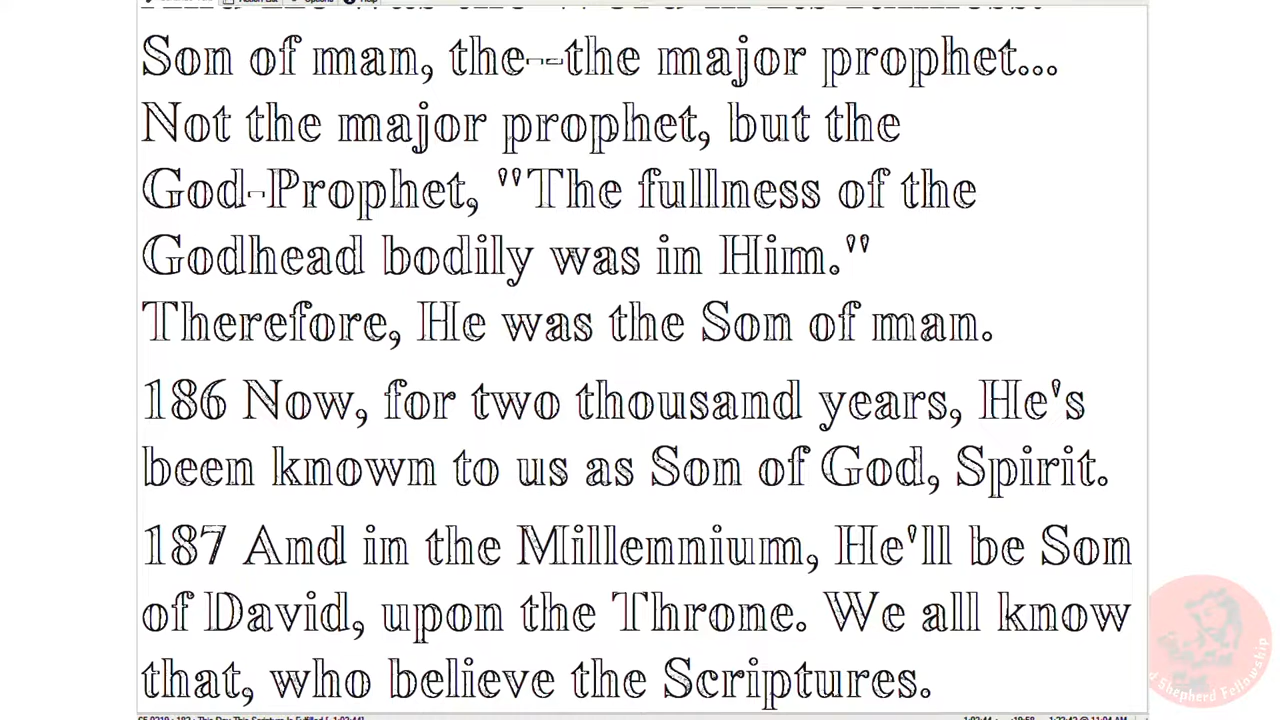 Son of man, the--the major prophet...
Not the major prophet, but the
God-Prophet, "The fullness of the
Godhead bodily was in Him."
Therefore, He was the Son of man.
186 Now, for two thousand years, He's
been known to us as Son of God, Spirit.
187 And in the Millennium, He'll be Son
of David, upon the Throne. We all know
that, who believe the Scriptures.
d Shepherd Fellowship